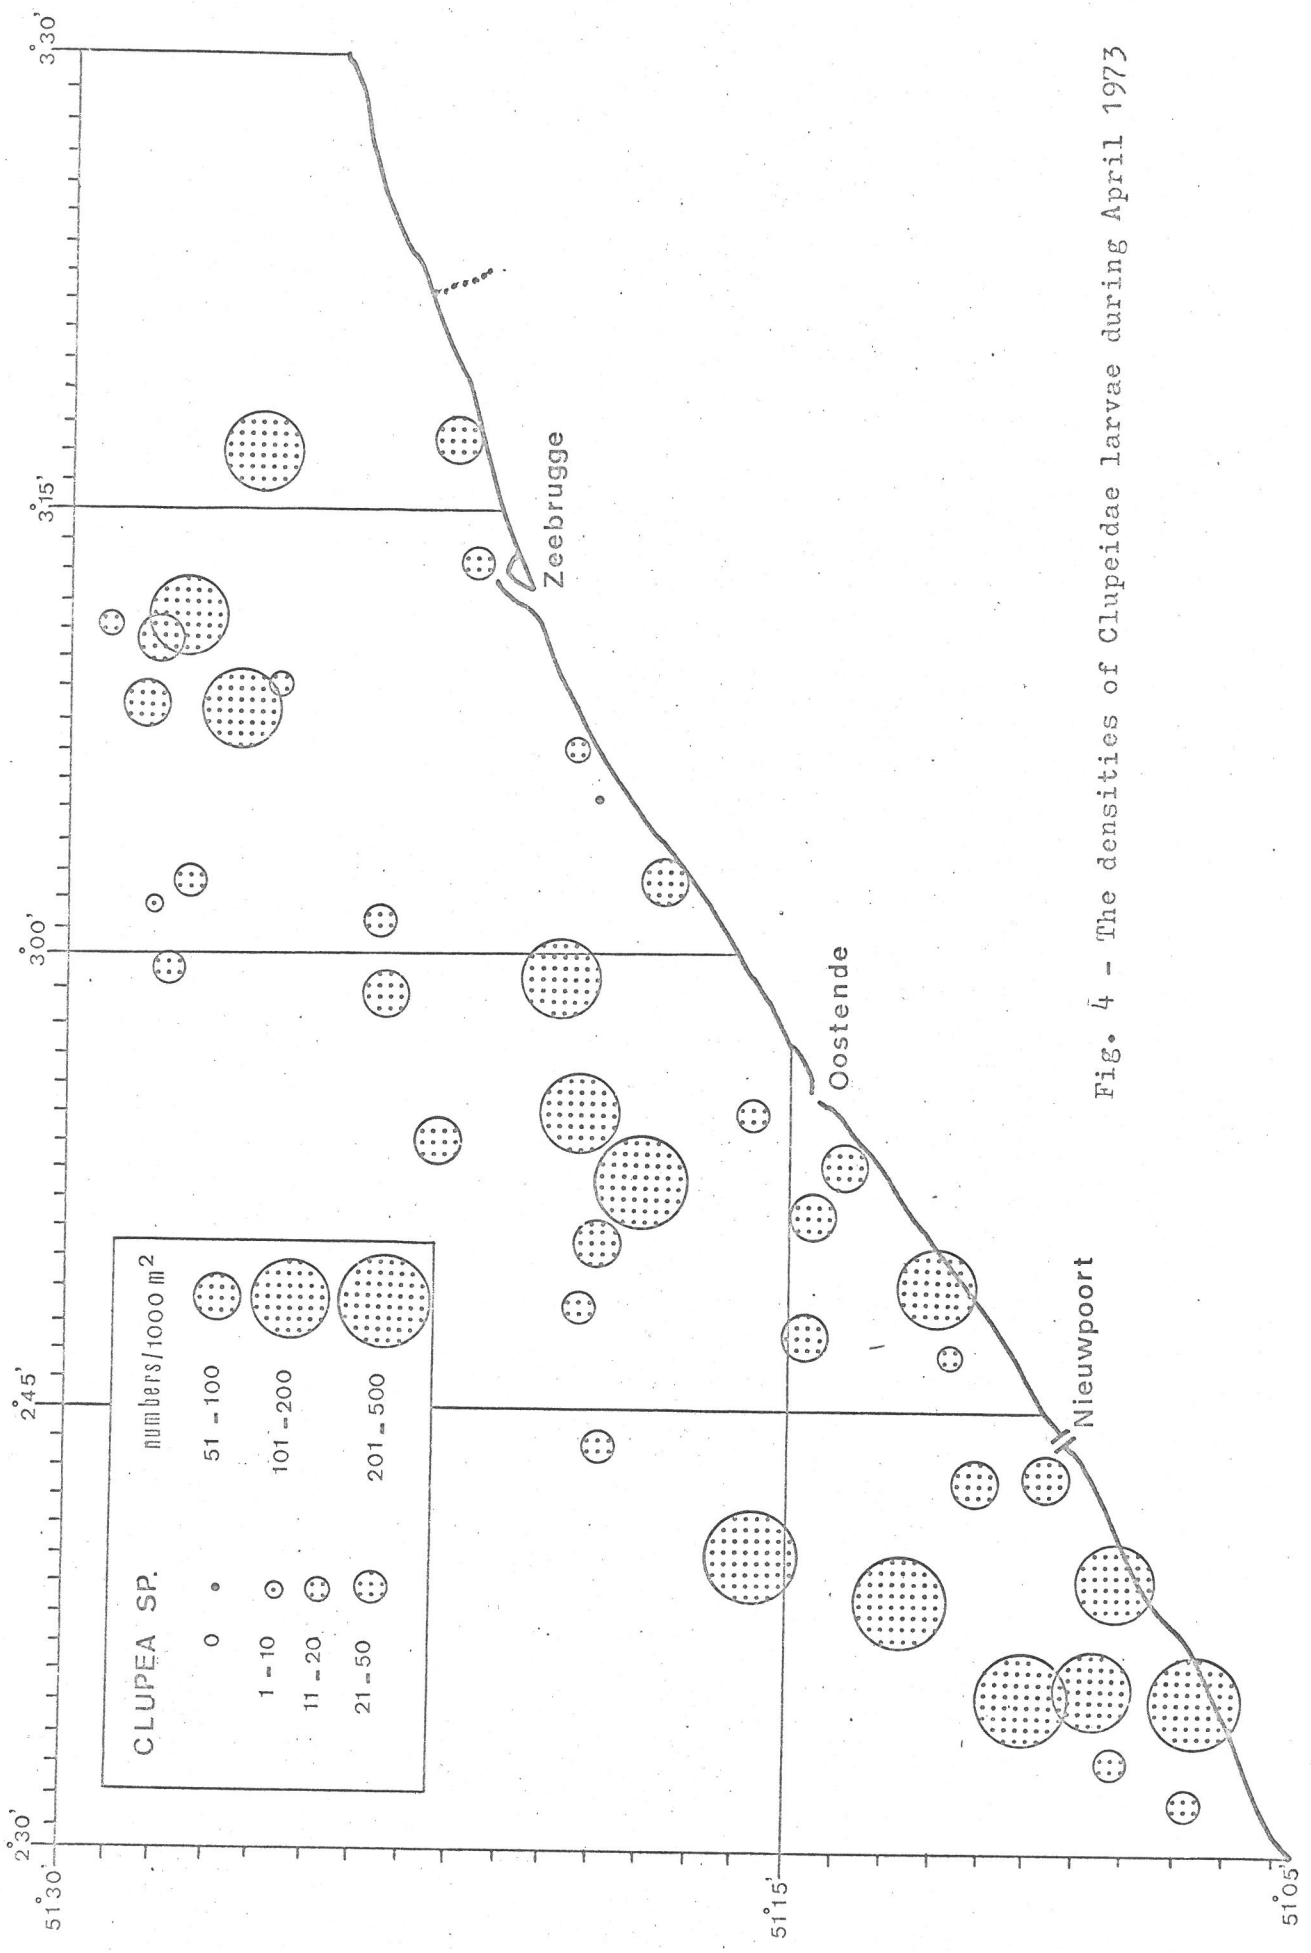 51°30'
51°15'
51°05'
2°30'
2°45'
3°00'
3°15'
3°30'
CLUPEA SP.
numbers/1000 m²
0
1-10
11-20
21-50
51-100
101-200
201-500
Nieuwpoort
Oostende
Zeebrugge
Fig. 4 - The densities of Clupeidae larvae during April 1973